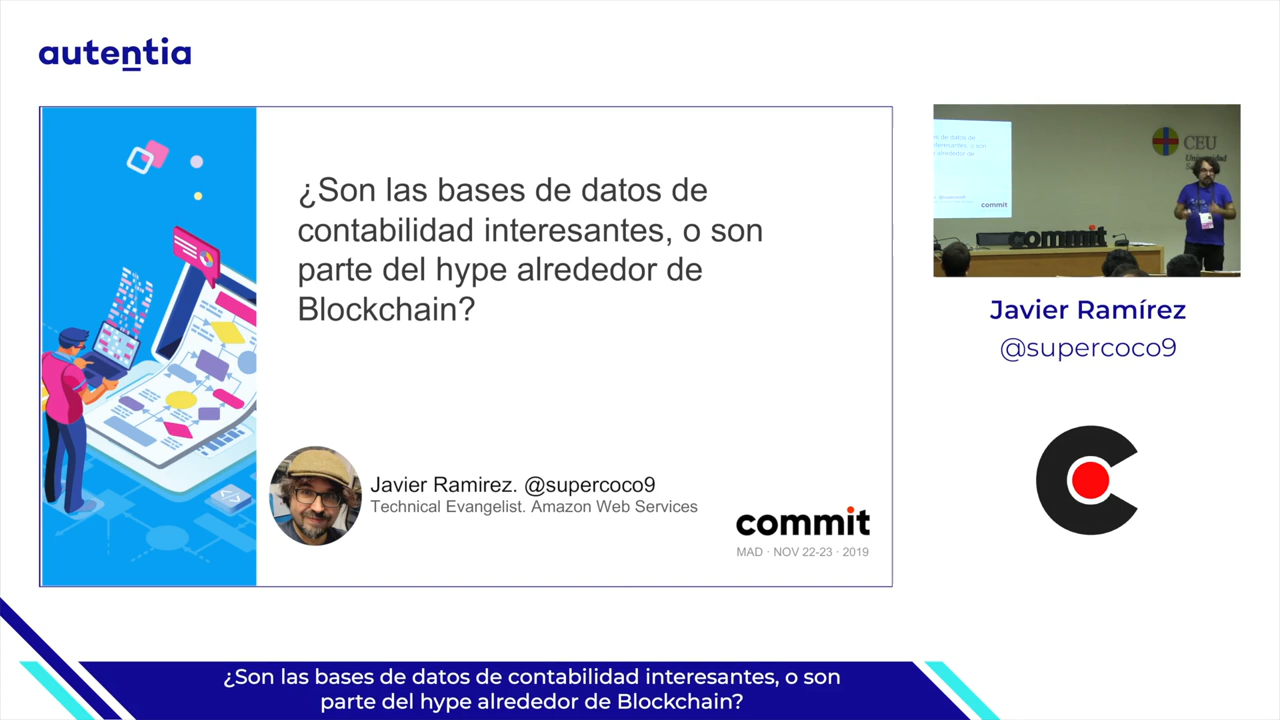 autentia
¿Son las bases de datos de
contabilidad interesantes, o son
parte del hype alrededor de
Blockchain?
Javier Ramirez. @supercoco9
Technical Evangelist. Amazon Web Services
commit
MAD · NOV 22-23 · 2019
CEU
Universidad
commit
commit
Javier Ramírez
@supercoco9
¿Son las bases de datos de contabilidad interesantes, o son
parte del hype alrededor de Blockchain?